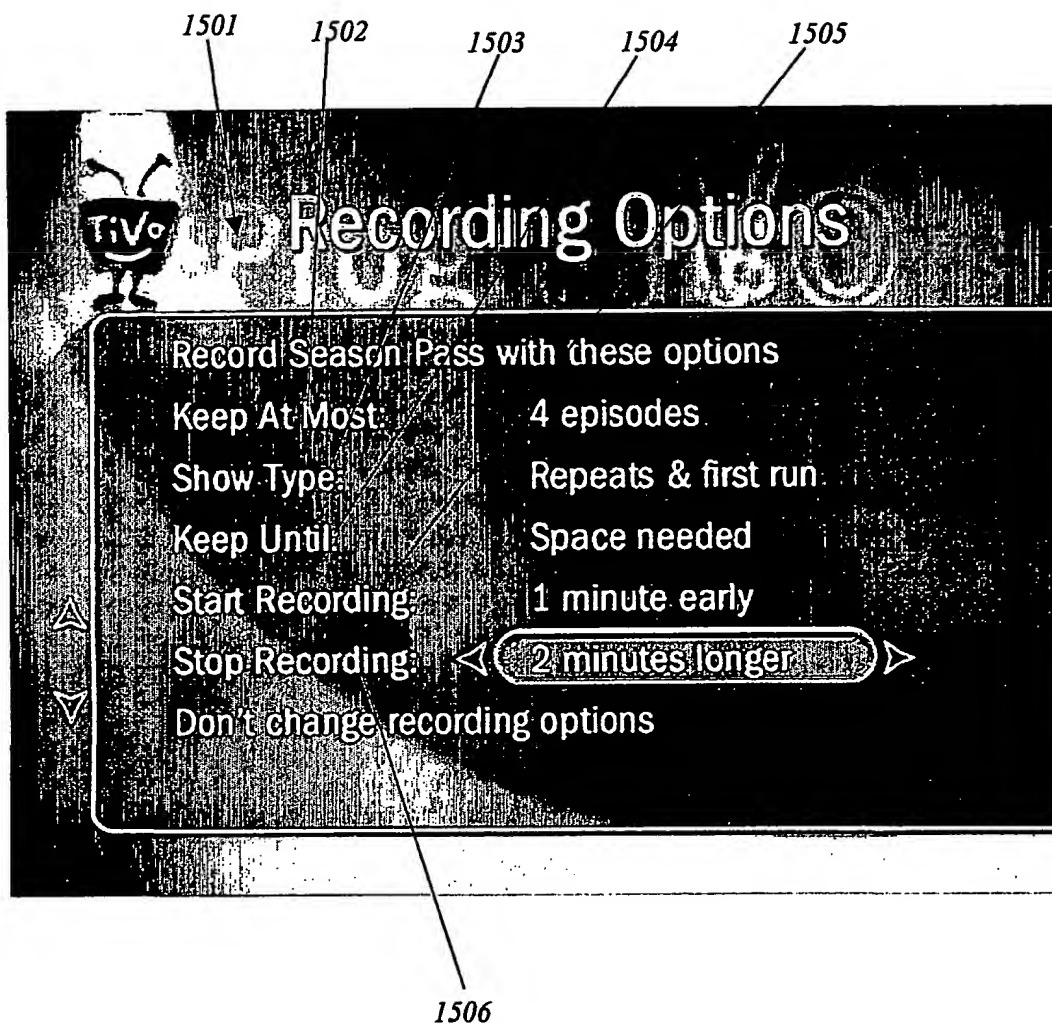 1501 1502 1503 1504 1505
TiVo
Recording Options
Record Season Pass with these options
Keep At Most: 4 episodes
Show Type: Repeats & first run
Keep Until: Space needed
Start Recording: 1 minute early
Stop Recording: 2 minutes longer
Don't change recording options
1506